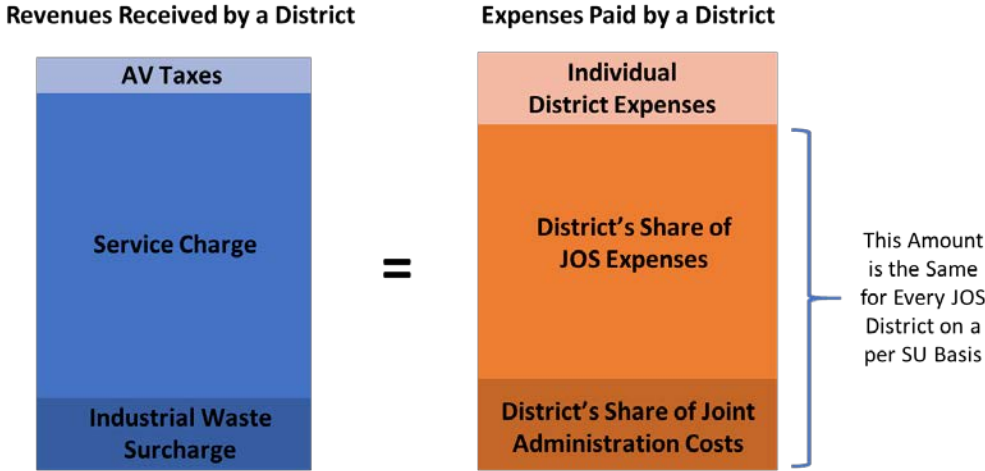 Revenues Received by a District
AV Taxes
Service Charge
Industrial Waste
Surcharge
=
Expenses Paid by a District
Individual
District Expenses
District's Share of
JOS Expenses
District's Share of Joint
Administration Costs
This Amount
is the Same
for Every JOS
District on a
per SU Basis